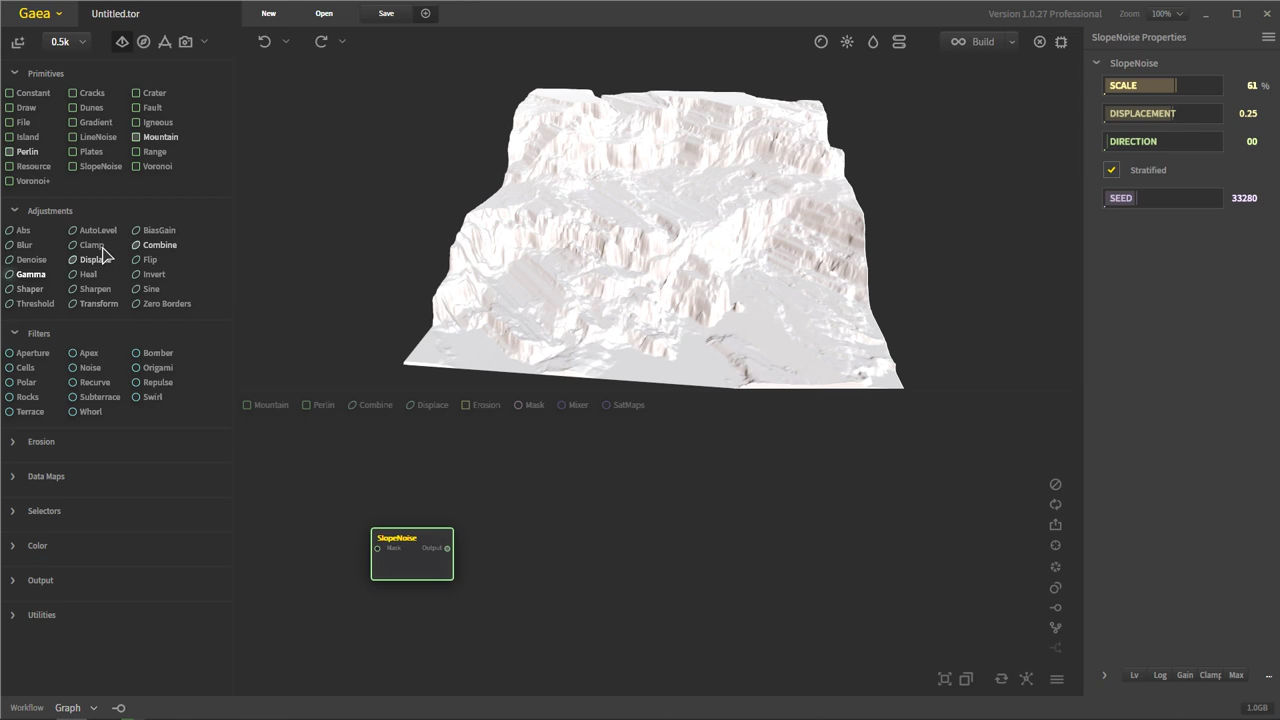 Gaea Untitled.tor New Open Save Version 1.0.27 Professional Zoom 100%
0.5k Build SlopeNoise Properties
Primitives
Constant Cracks Crater
Draw Dunes Fault
File Gradient Igneous
Island LineNoise Mountain
Perlin Plates Range
Resource SlopeNoise Voronoi
Voronoi+
Adjustments
Abs AutoLevel BiasGain
Blur Clamp Combine
Denoise Flip
Gamma Heal Invert
Shaper Sharpen Sine
Threshold Transform Zero Borders
Filters
Aperture Apex Bomber
Cells Noise Origami
Polar Recurve Repulse
Rocks Subterrace Swirl
Terrace Whorl
Erosion
Data Maps
Selectors
Color
Output
Utilities
Mountain Perlin Combine Displace Erosion Mask Mixer SatMaps
SlopeNoise
Mask Output
SlopeNoise
SCALE 61 %
DISPLACEMENT 0.25
DIRECTION 00
Stratified
SEED 33280
Lv Log Gain Clamp Max ...
Workflow Graph 1.0GB